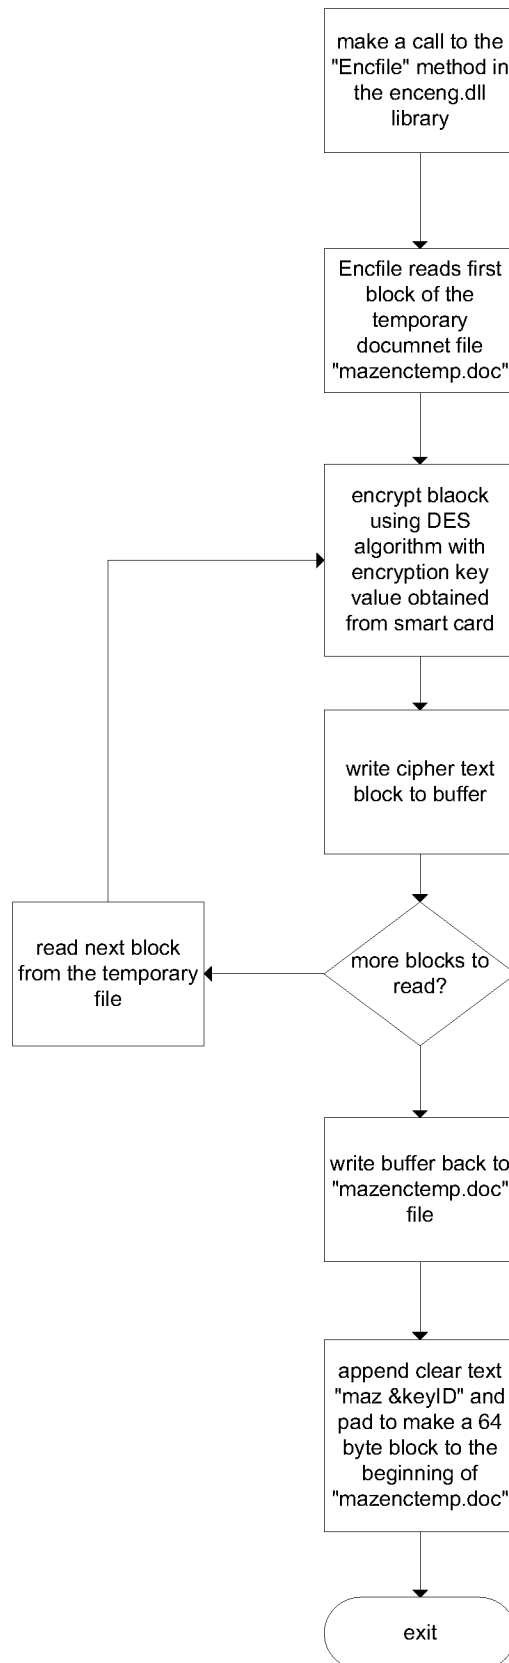 make a call to the
"Encfile" method in
the enceng.dll
library
Encfile reads first
block of the
temporary
documnet file
"mazenctemp.doc"
encrypt blaock
using DES
algorithm with
encryption key
value obtained
from smart card
write cipher text
block to buffer
more blocks to
read?
read next block
from the temporary
file
write buffer back to
"mazenctemp.doc"
file
append clear text
"maz &keyID" and
pad to make a 64
byte block to the
beginning of
"mazenctemp.doc"
exit